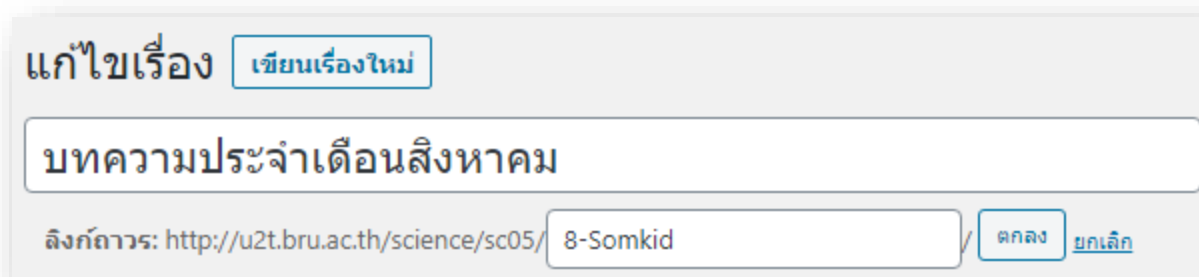 แก้ไขเรื่อง เขียนเรื่องใหม่
บทความประจำเดือนสิงหาคม
ลิงก์ถาวร: http://u2t.bru.ac.th/science/sc05/ 8-Somkid / ตกลง ยกเลิก